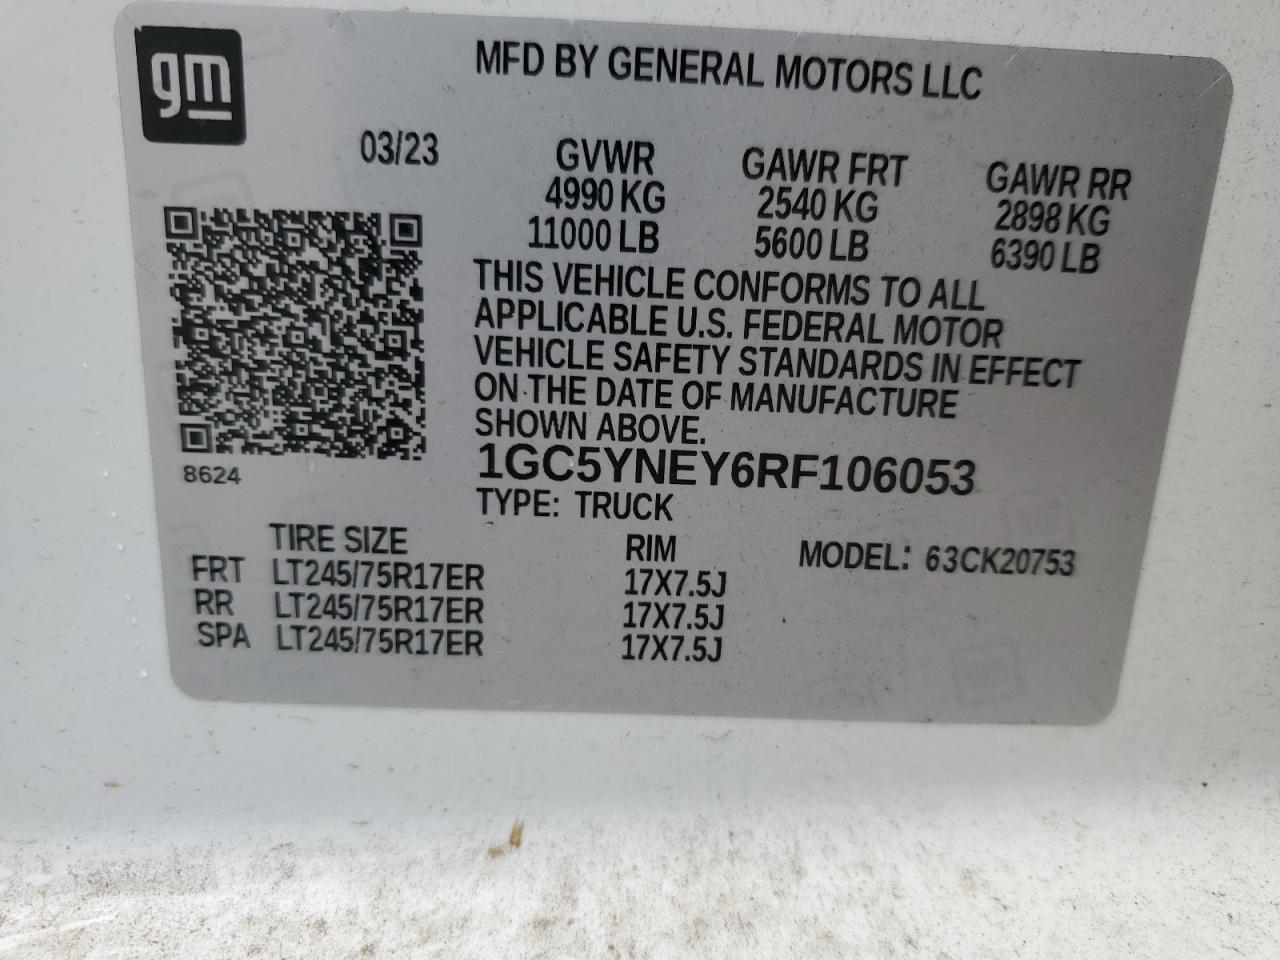 gm
MFD BY GENERAL MOTORS LLC
03/23
GVWR GAWR FRT GAWR RR
4990 KG 2540 KG 2898 KG
11000 LB 5600 LB 6390 LB
THIS VEHICLE CONFORMS TO ALL
APPLICABLE U.S. FEDERAL MOTOR
VEHICLE SAFETY STANDARDS IN EFFECT
ON THE DATE OF MANUFACTURE
SHOWN ABOVE.
8624
1GC5YNEY6RF106053
TYPE: TRUCK
TIRE SIZE RIM MODEL: 63CK20753
FRT LT245/75R17ER 17X7.5J
RR LT245/75R17ER 17X7.5J
SPA LT245/75R17ER 17X7.5J